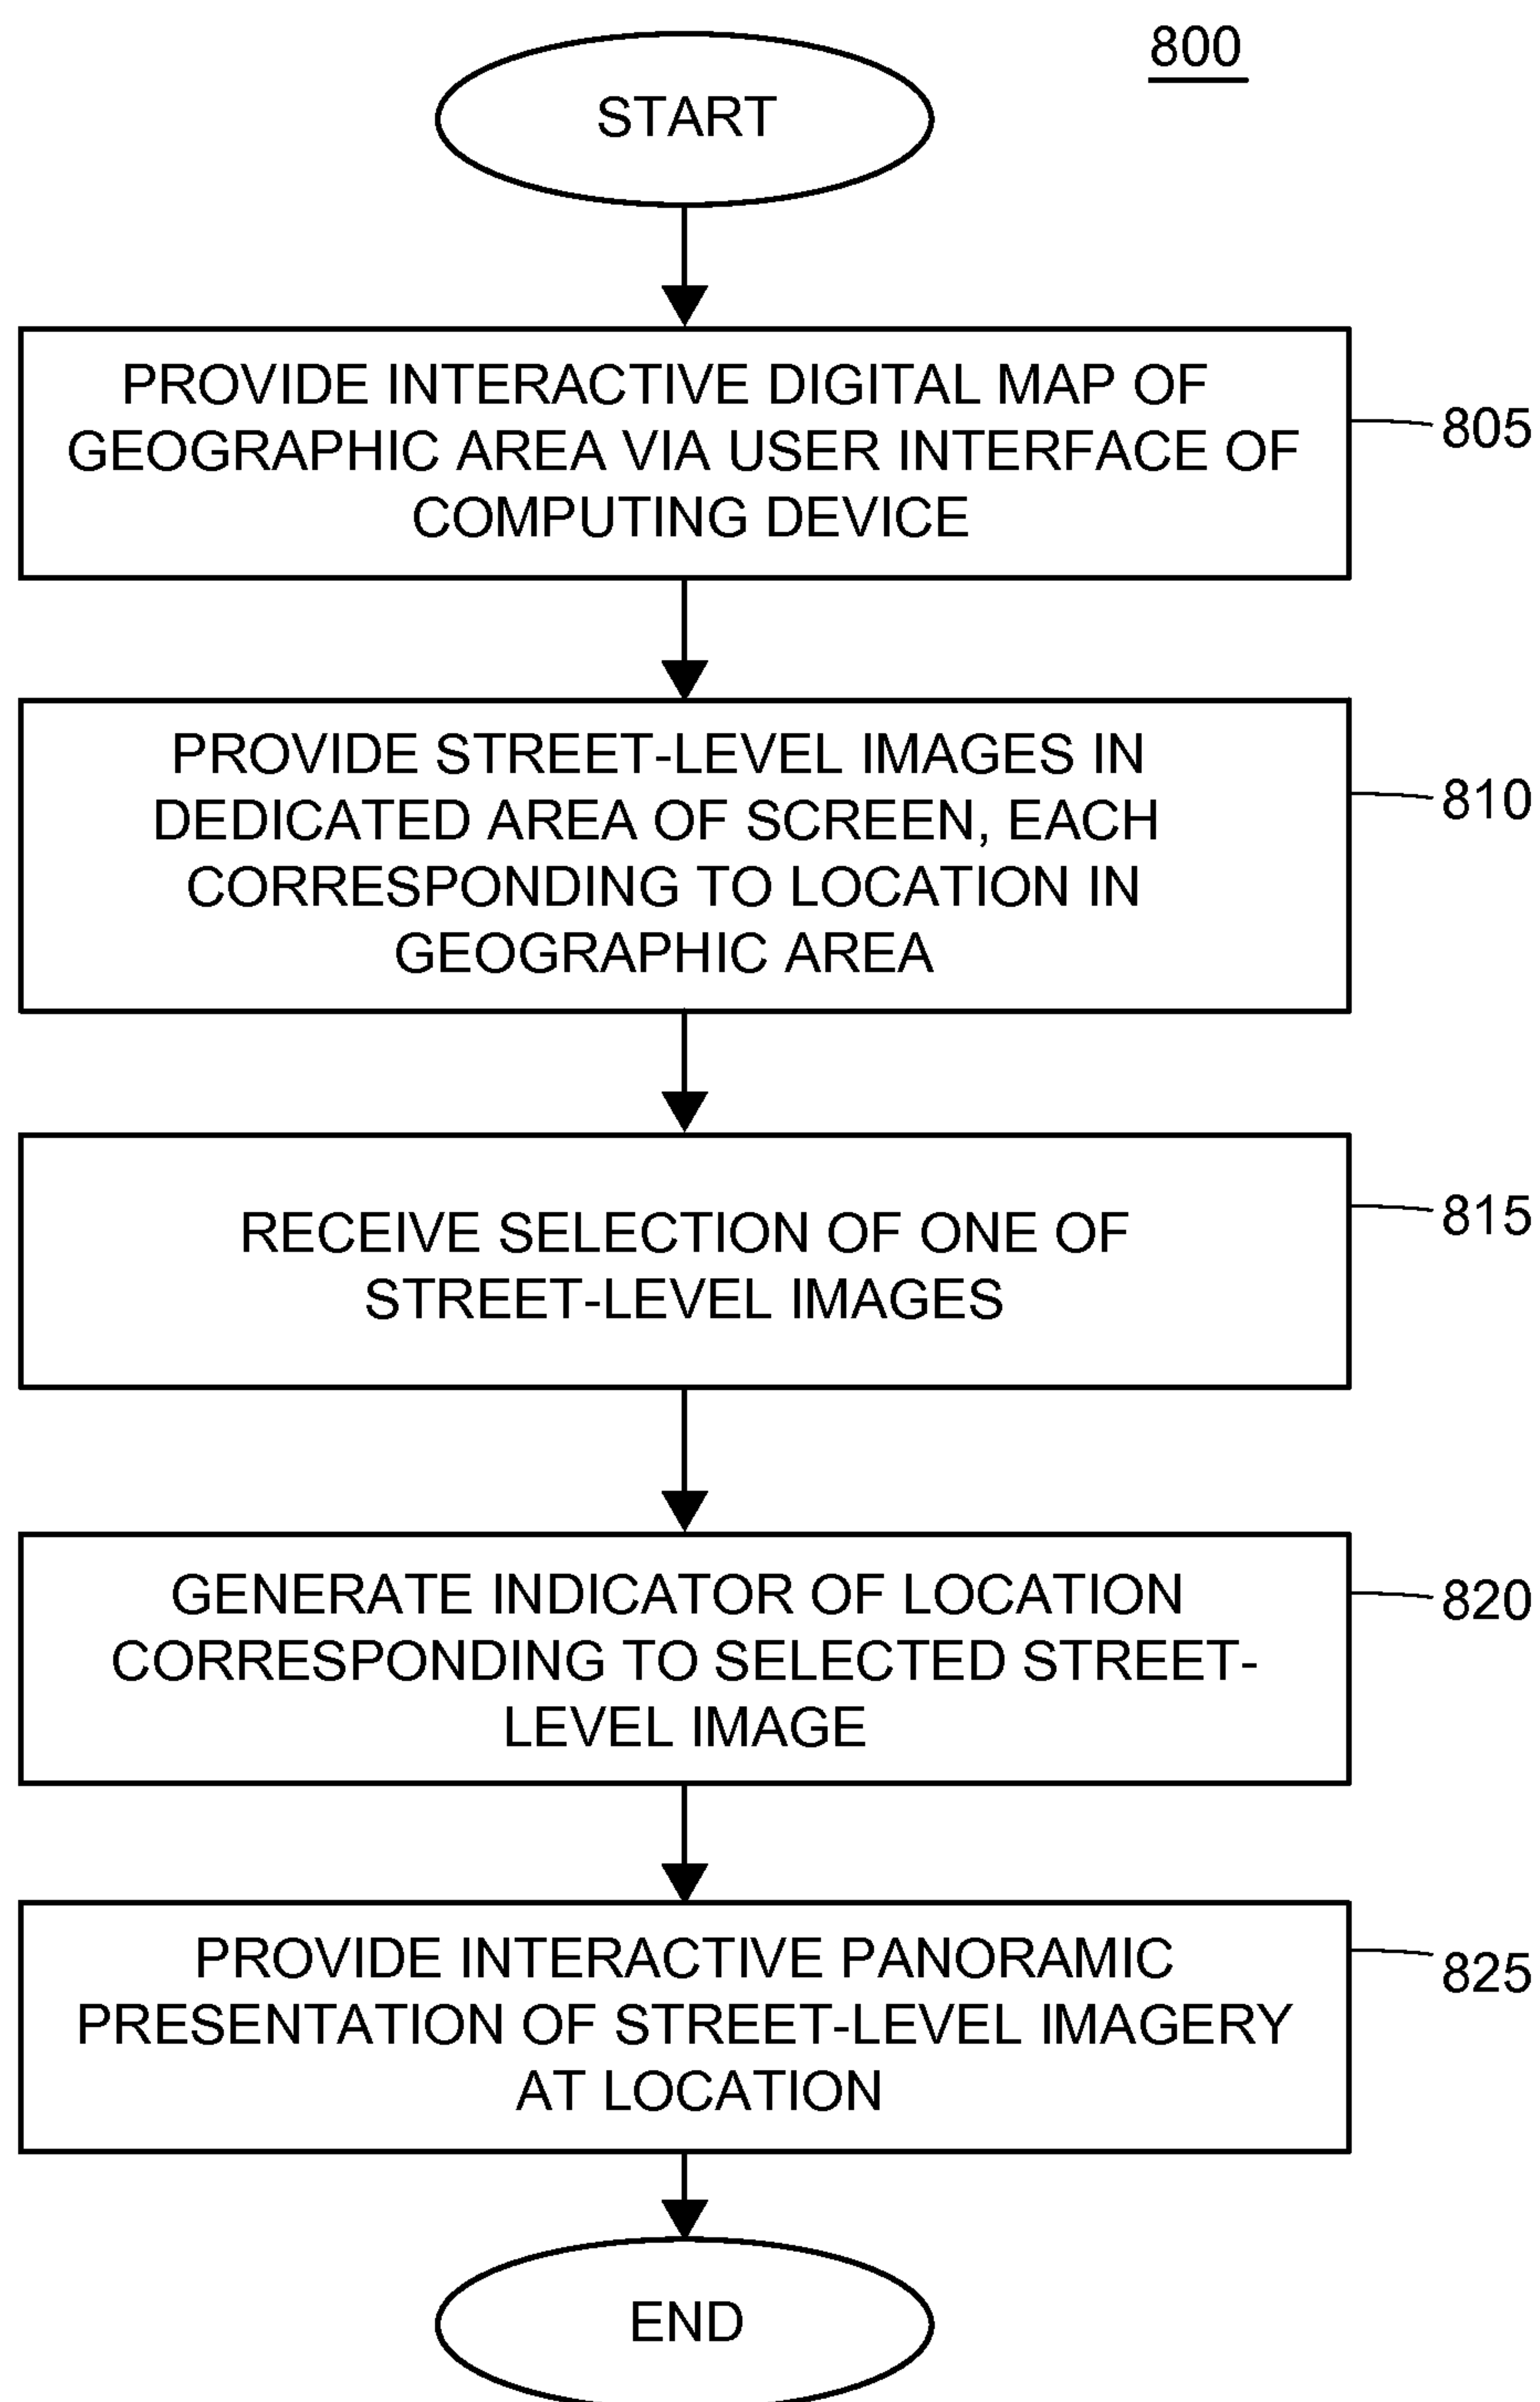 800
START
PROVIDE INTERACTIVE DIGITAL MAP OF
GEOGRAPHIC AREA VIA USER INTERFACE OF
COMPUTING DEVICE
805
PROVIDE STREET-LEVEL IMAGES IN
DEDICATED AREA OF SCREEN, EACH
CORRESPONDING TO LOCATION IN
GEOGRAPHIC AREA
810
RECEIVE SELECTION OF ONE OF
STREET-LEVEL IMAGES
815
GENERATE INDICATOR OF LOCATION
CORRESPONDING TO SELECTED STREET-
LEVEL IMAGE
820
PROVIDE INTERACTIVE PANORAMIC
PRESENTATION OF STREET-LEVEL IMAGERY
AT LOCATION
825
END